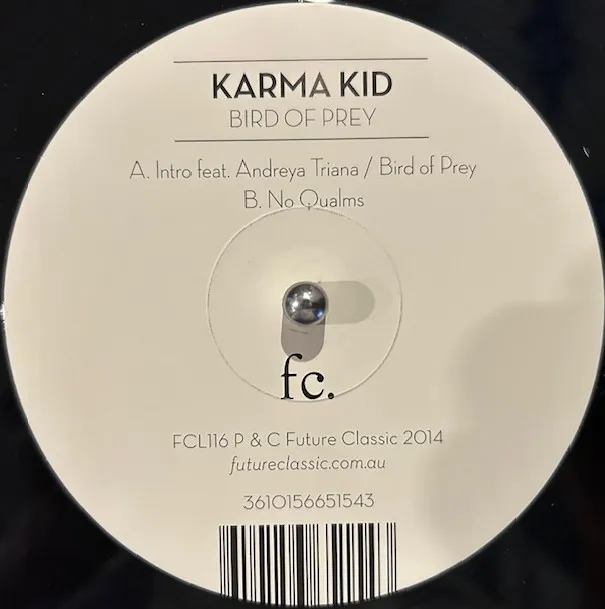 KARMA KID
BIRD OF PREY
A. Intro feat. Andreya Triana / Bird of Prey
B. No Qualms
fc.
FCL116 P & C Future Classic 2014
futureclassic.com.au
3610156651543